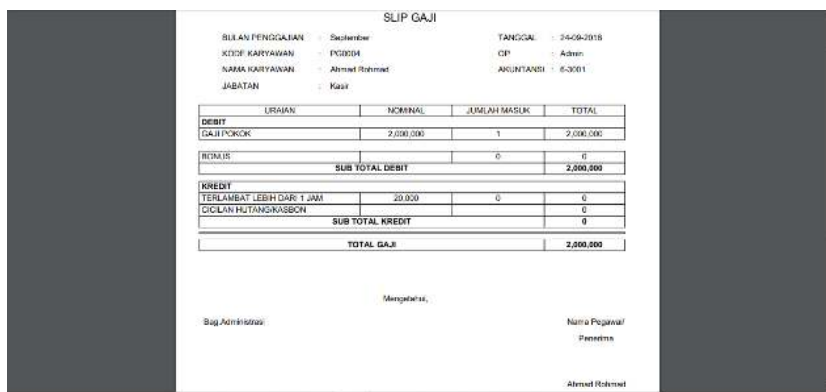 SLIP GAJI
BULAN PENGGAJIAN : September TANGGAL : 24-09-2016
KODE KARYAWAN : PG0004 OP : Admin
NAMA KARYAWAN : Ahmad Rohmad AKUNTANSI : 6-3001
JABATAN : Kasir
URAIAN NOMINAL JUMLAH MASUK TOTAL
DEBIT
GAJI POKOK 2,000,000 1 2,000,000
BONUS 0 0
SUB TOTAL DEBIT 2,000,000
KREDIT
TERLAMBAT LEBIH DARI 1 JAM 20,000 0 0
CICILAN HUTANG/KASBON 0
SUB TOTAL KREDIT 0
TOTAL GAJI 2,000,000
Mengetahui,
Bag.Administrasi Nama Pegawai/
Penerima
Ahmad Rohmad